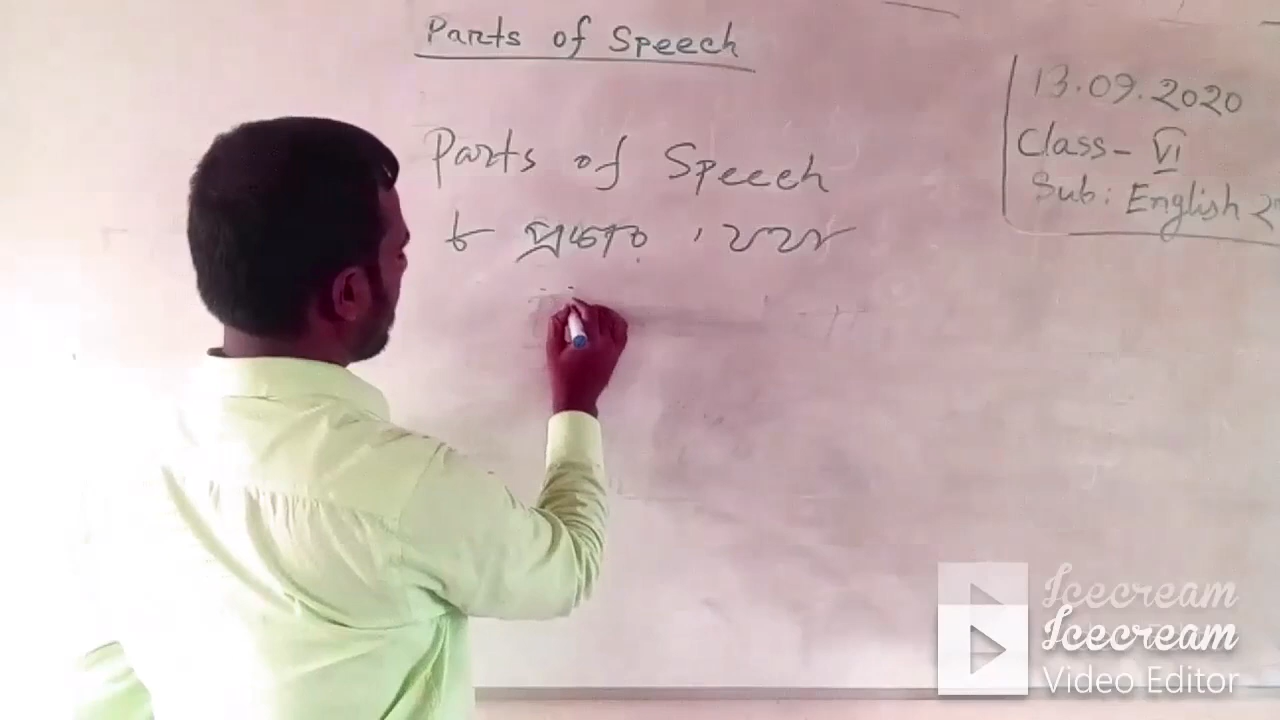 Parts of Speech
13.09.2020
Class - VI
Sub: English 2n
Parts of Speech
৮ প্রকার, যথা
Icecream
Icecream
Video Editor